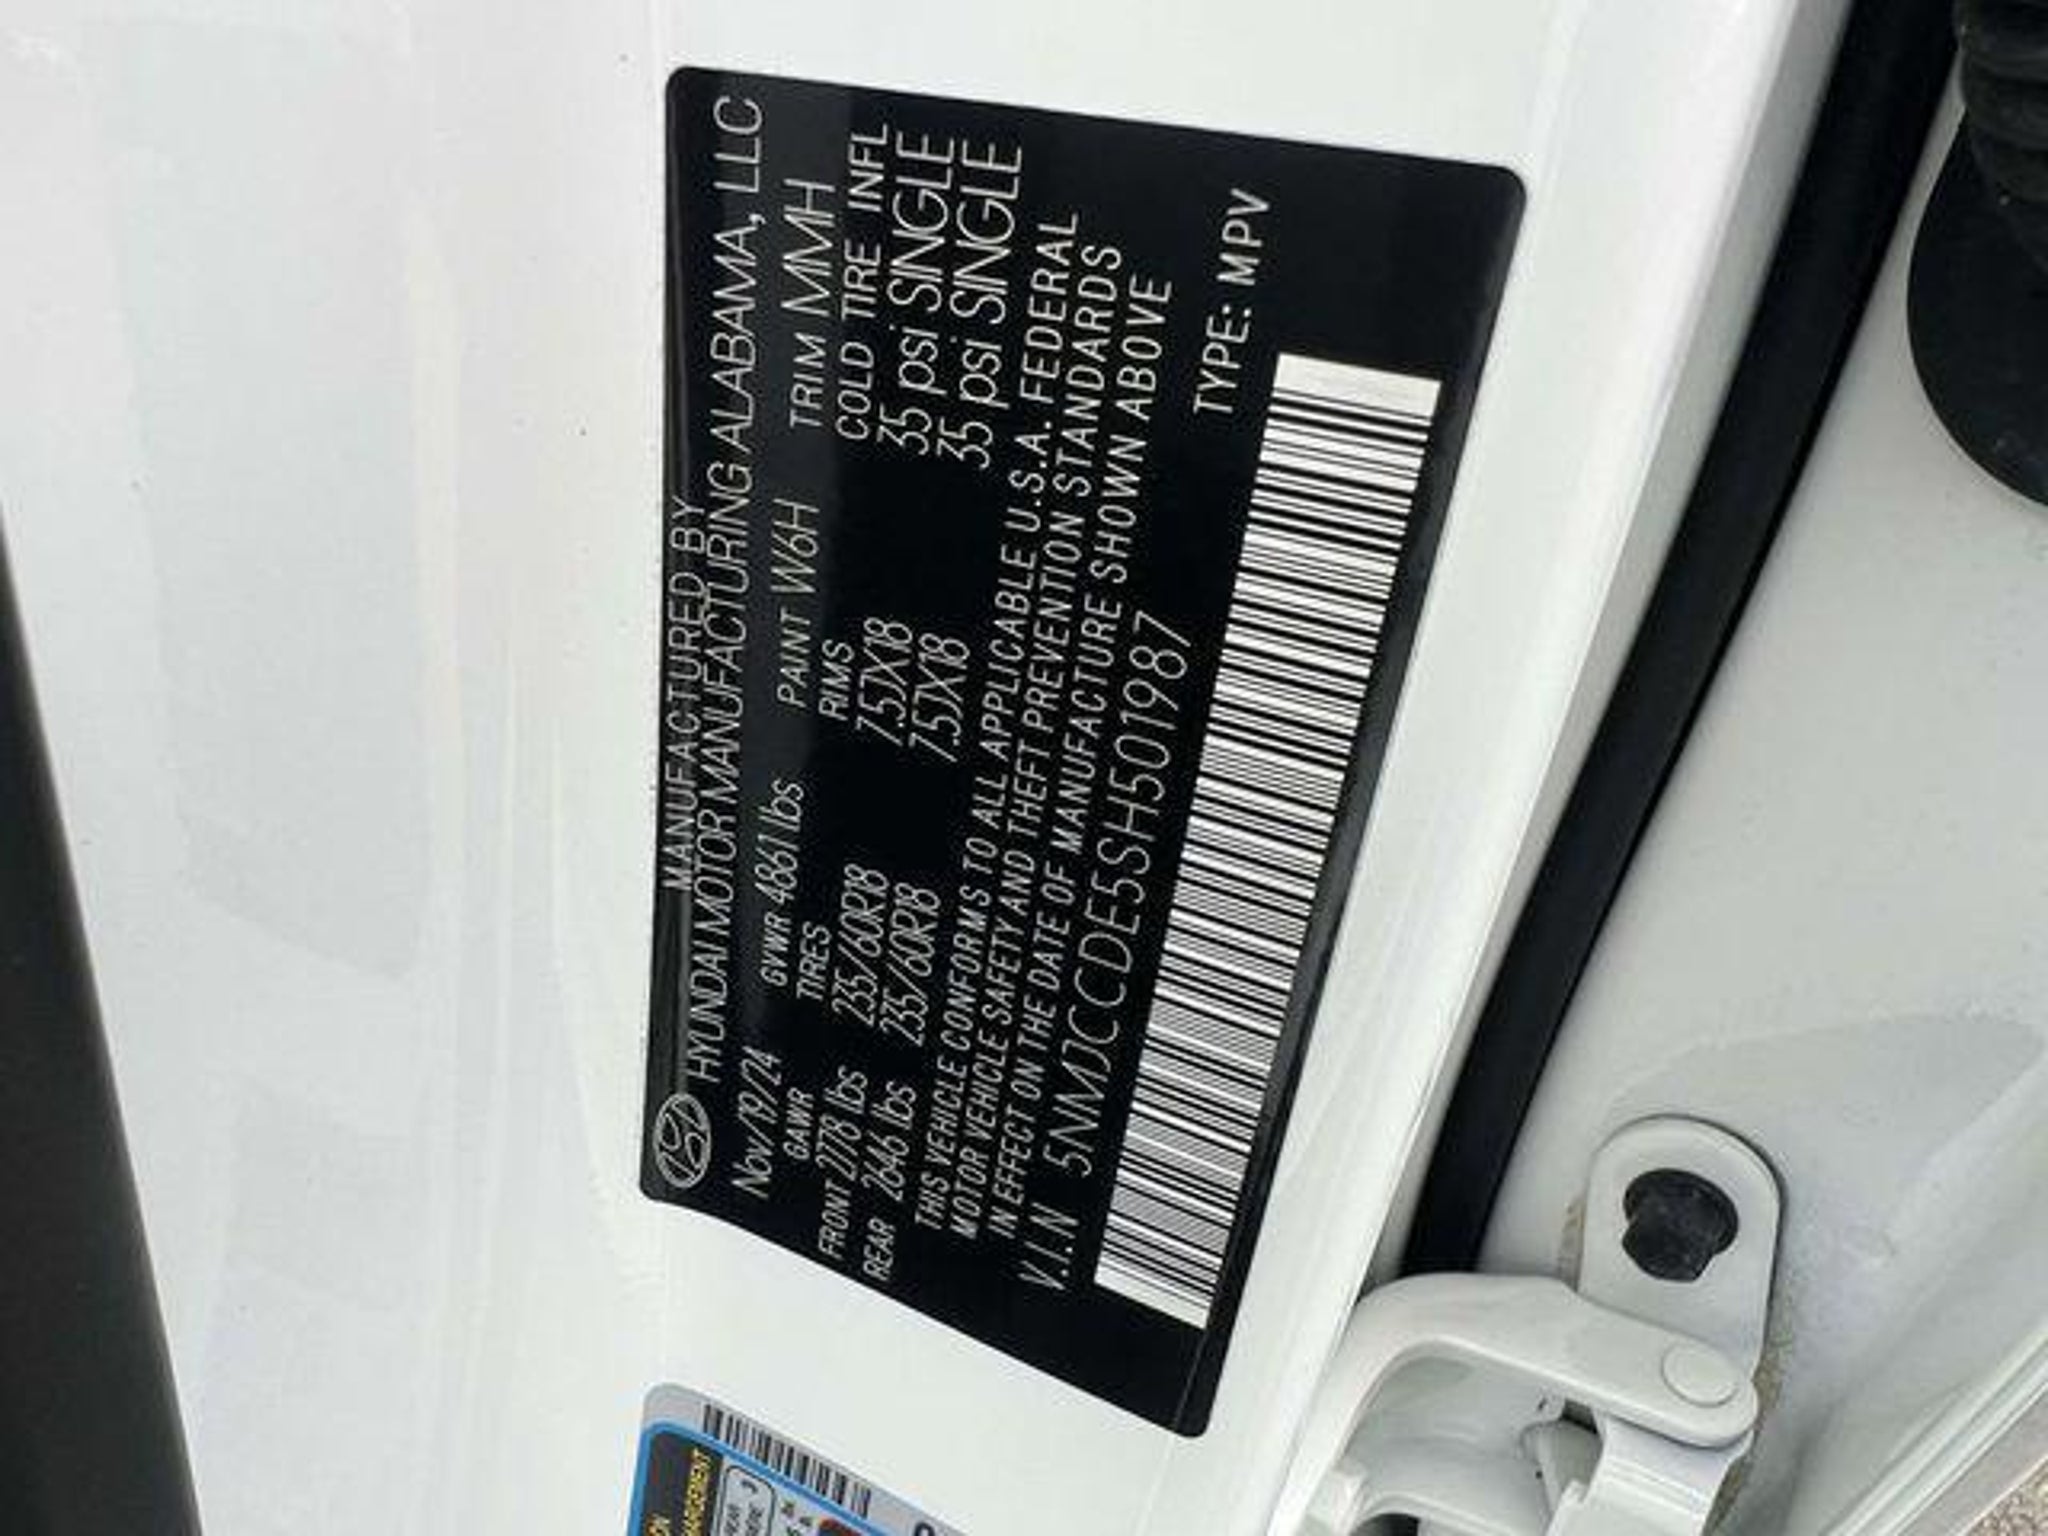 MANUFACTURED BY
HYUNDAI MOTOR MANUFACTURING ALABAMA, LLC
Nov/19/24 GVWR 4861 lbs PAINT W6H TRIM MMH
GAWR TIRES RIMS COLD TIRE INFL
FRONT 2778 lbs 235/60R18 7.5JX18 35 psi SINGLE
REAR 2646 lbs 235/60R18 7.5JX18 35 psi SINGLE
THIS VEHICLE CONFORMS TO ALL APPLICABLE U.S.A. FEDERAL
MOTOR VEHICLE SAFETY AND THEFT PREVENTION STANDARDS
IN EFFECT ON THE DATE OF MANUFACTURE SHOWN ABOVE
V.I.N 5NMJCCDE5SH501987 TYPE: MPV